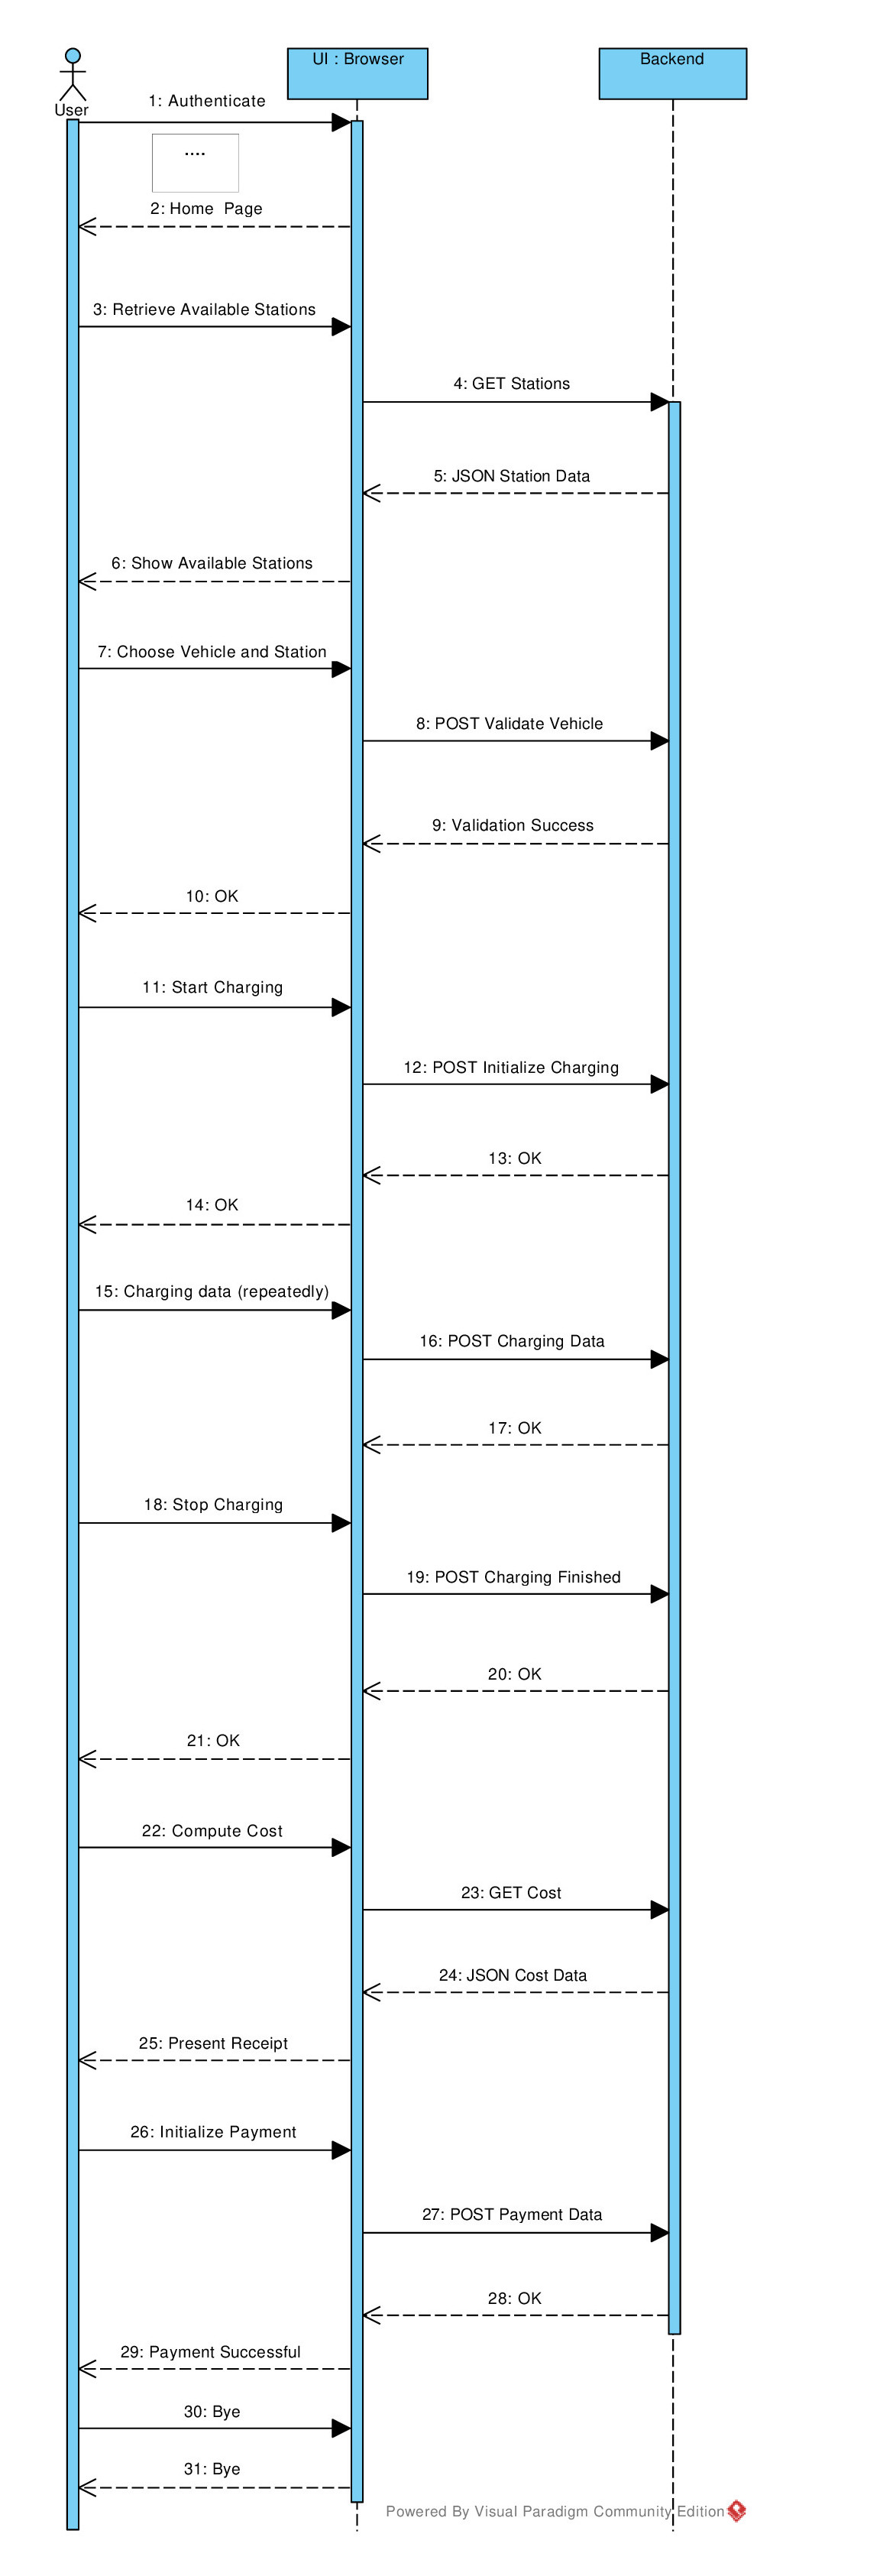 UI : Browser
Backend
User
1: Authenticate
....
2: Home Page
3: Retrieve Available Stations
4: GET Stations
5: JSON Station Data
6: Show Available Stations
7: Choose Vehicle and Station
8: POST Validate Vehicle
9: Validation Success
10: OK
11: Start Charging
12: POST Initialize Charging
13: OK
14: OK
15: Charging data (repeatedly)
16: POST Charging Data
17: OK
18: Stop Charging
19: POST Charging Finished
20: OK
21: OK
22: Compute Cost
23: GET Cost
24: JSON Cost Data
25: Present Receipt
26: Initialize Payment
27: POST Payment Data
28: OK
29: Payment Successful
30: Bye
31: Bye
Powered By Visual Paradigm Community Edition